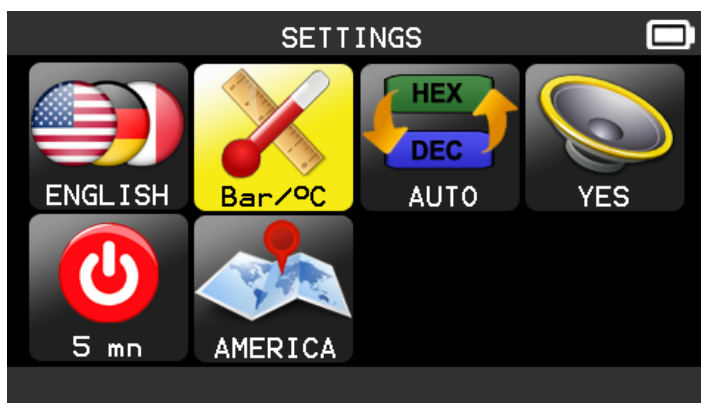 SETTINGS
ENGLISH
Bar/ºC
HEX
DEC
AUTO
YES
5 mn
AMERICA